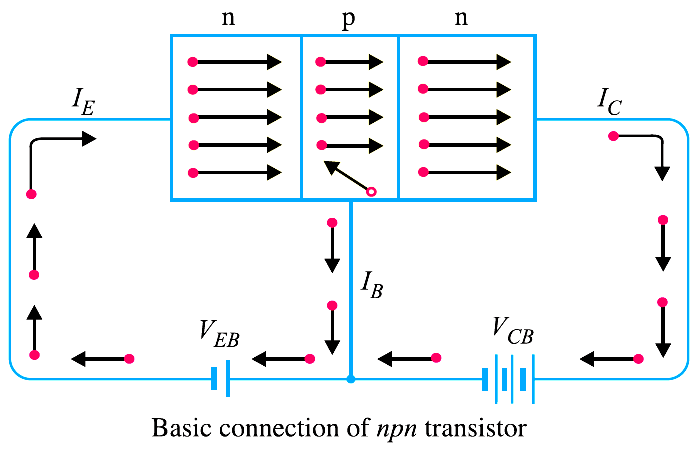 n p n
I_E I_C
I_B
V_EB V_CB
Basic connection of npn transistor